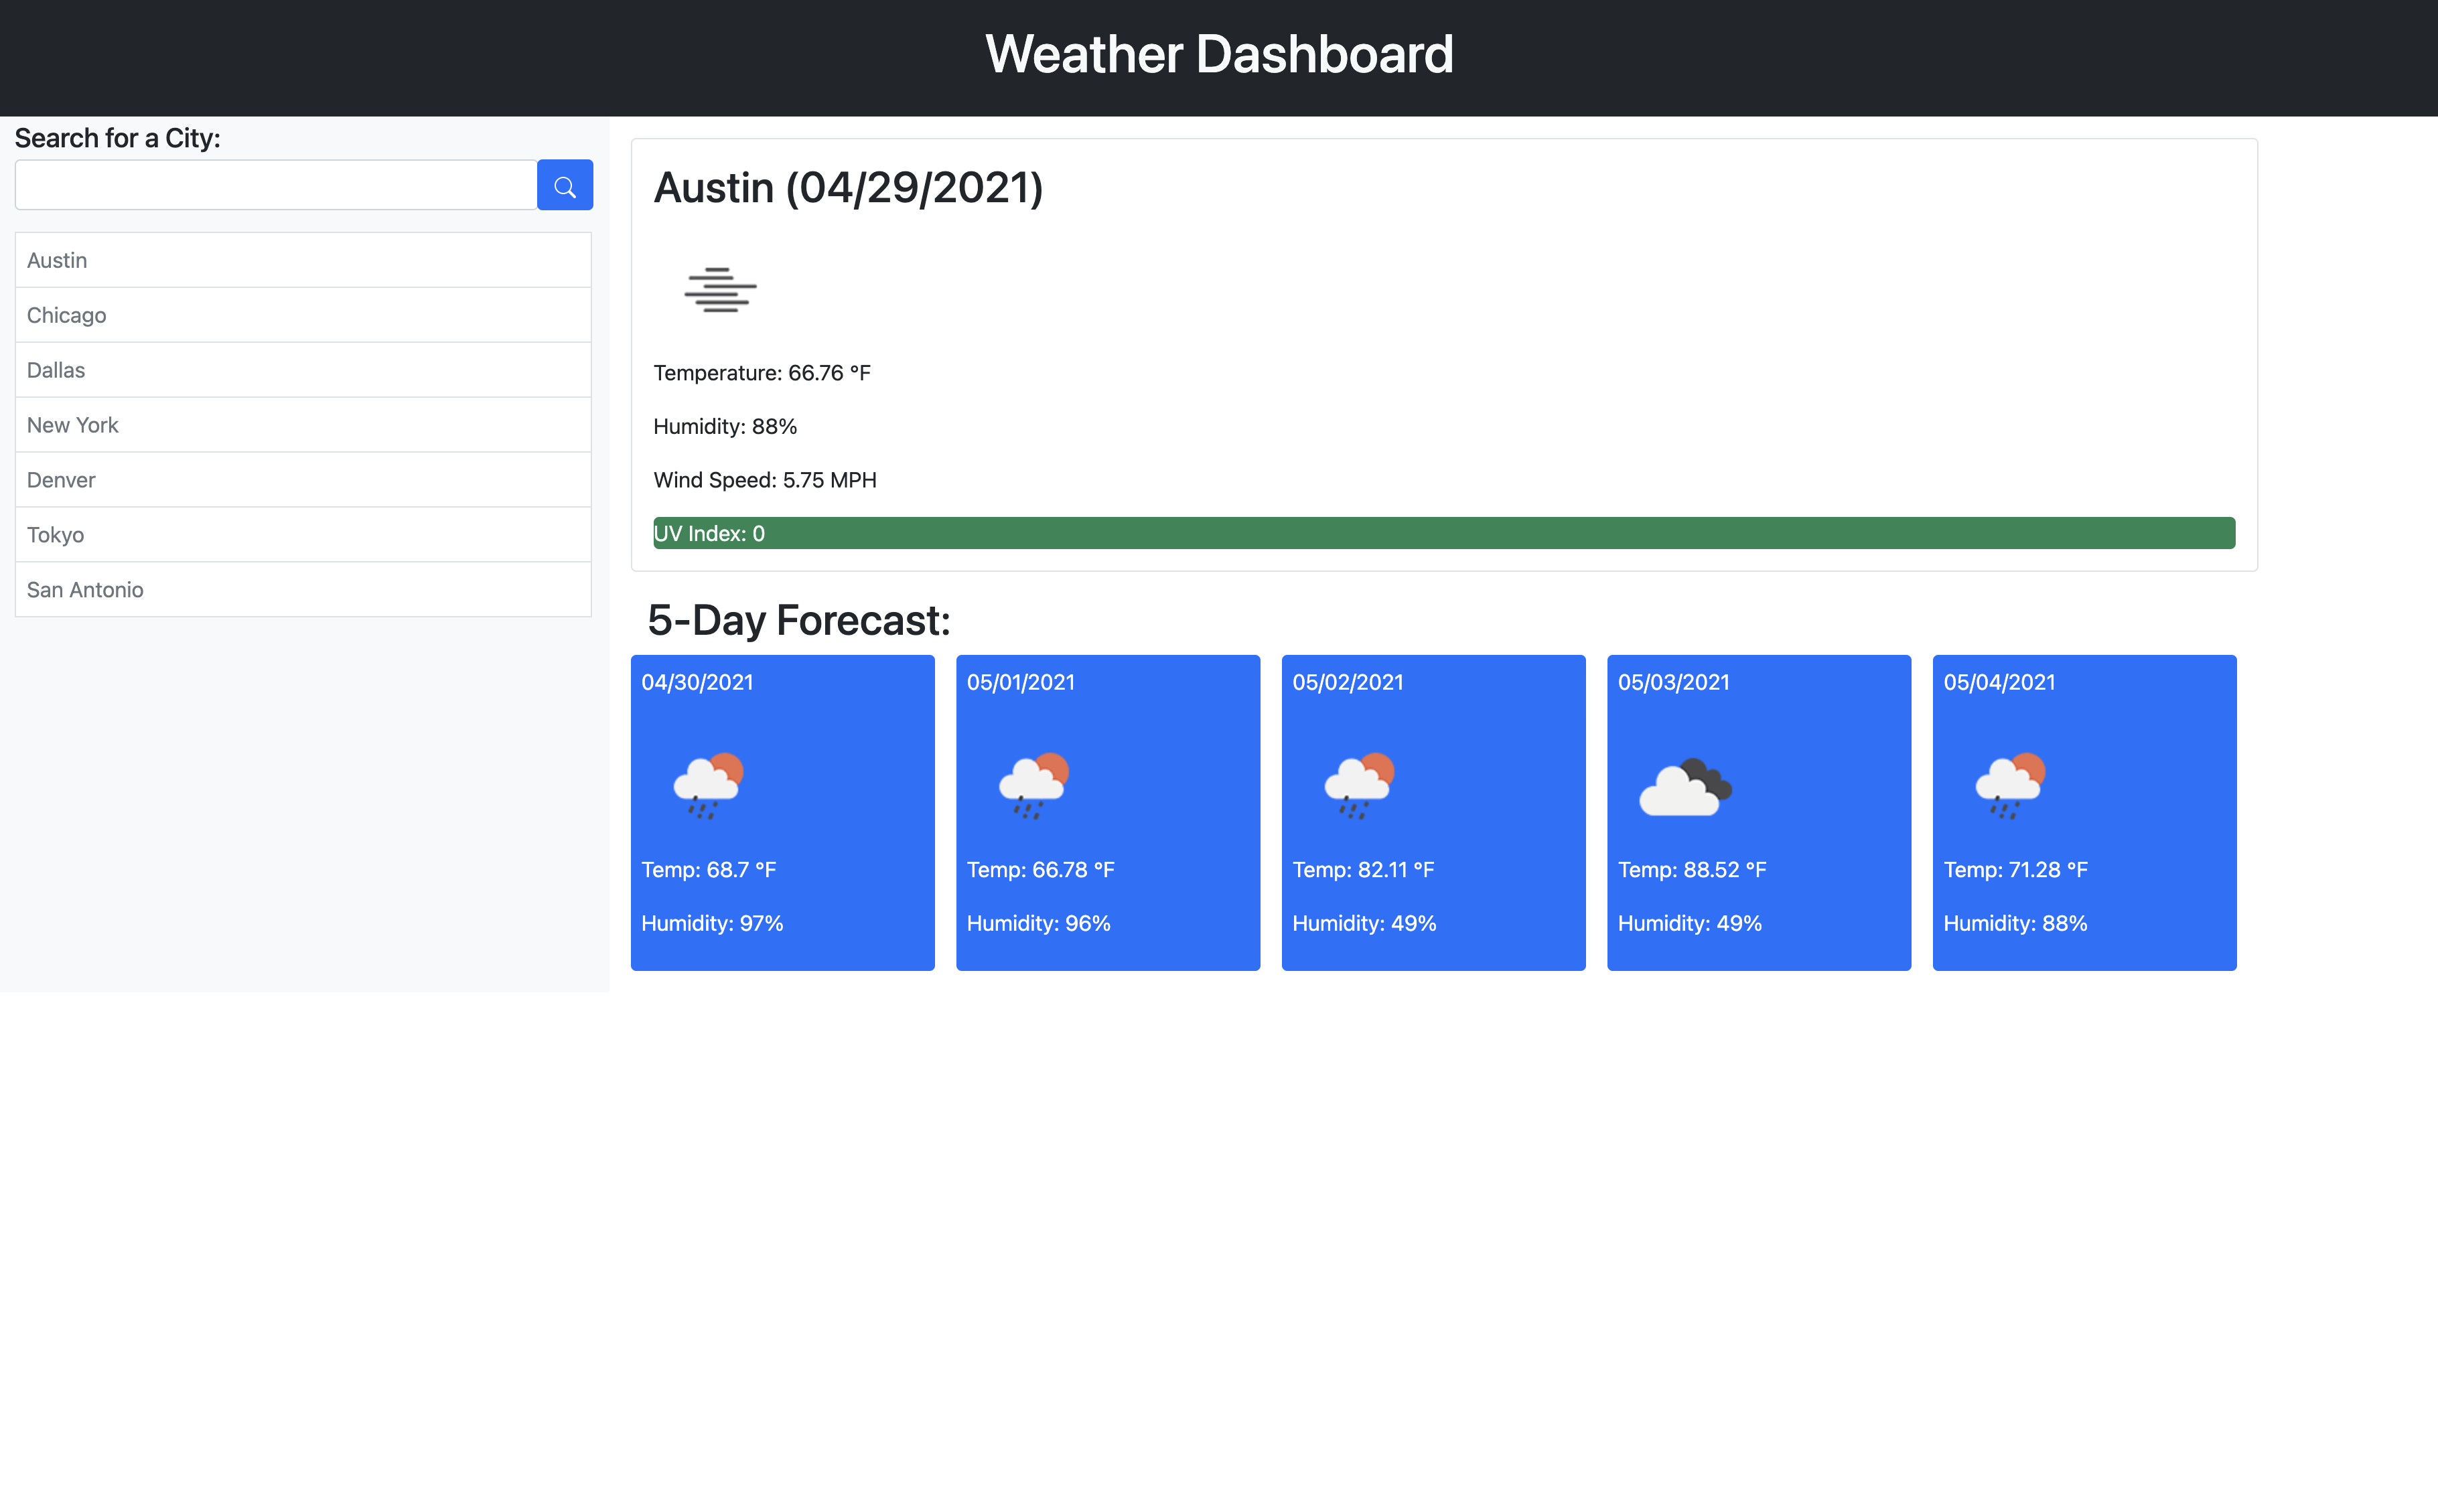 Weather Dashboard
Search for a City:
Austin
Chicago
Dallas
New York
Denver
Tokyo
San Antonio
Austin (04/29/2021)
Temperature: 66.76 °F
Humidity: 88%
Wind Speed: 5.75 MPH
UV Index: 0
5-Day Forecast:
04/30/2021
Temp: 68.7 °F
Humidity: 97%
05/01/2021
Temp: 66.78 °F
Humidity: 96%
05/02/2021
Temp: 82.11 °F
Humidity: 49%
05/03/2021
Temp: 88.52 °F
Humidity: 49%
05/04/2021
Temp: 71.28 °F
Humidity: 88%